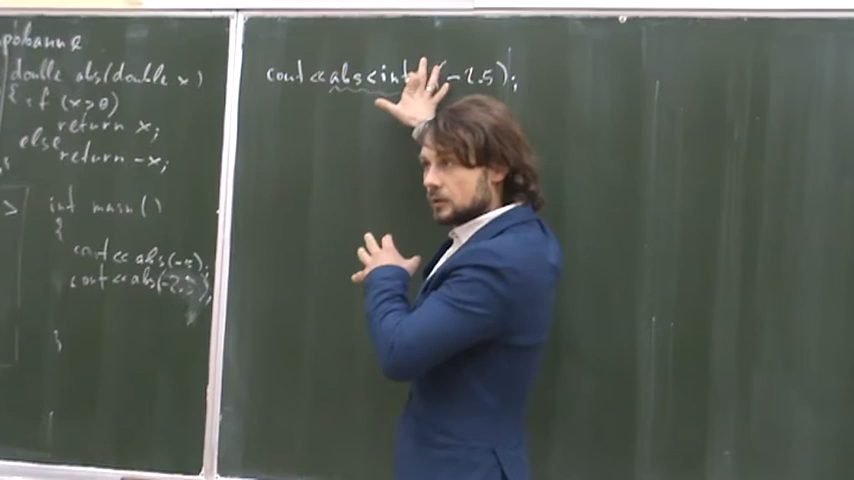 рование
double abs(double x)
{ if (x>0)
return x;
else
return -x;
>
int main()
{
cout << abs(-5);
cout << abs(-2.5);
}
cout << abs<int (-2.5);